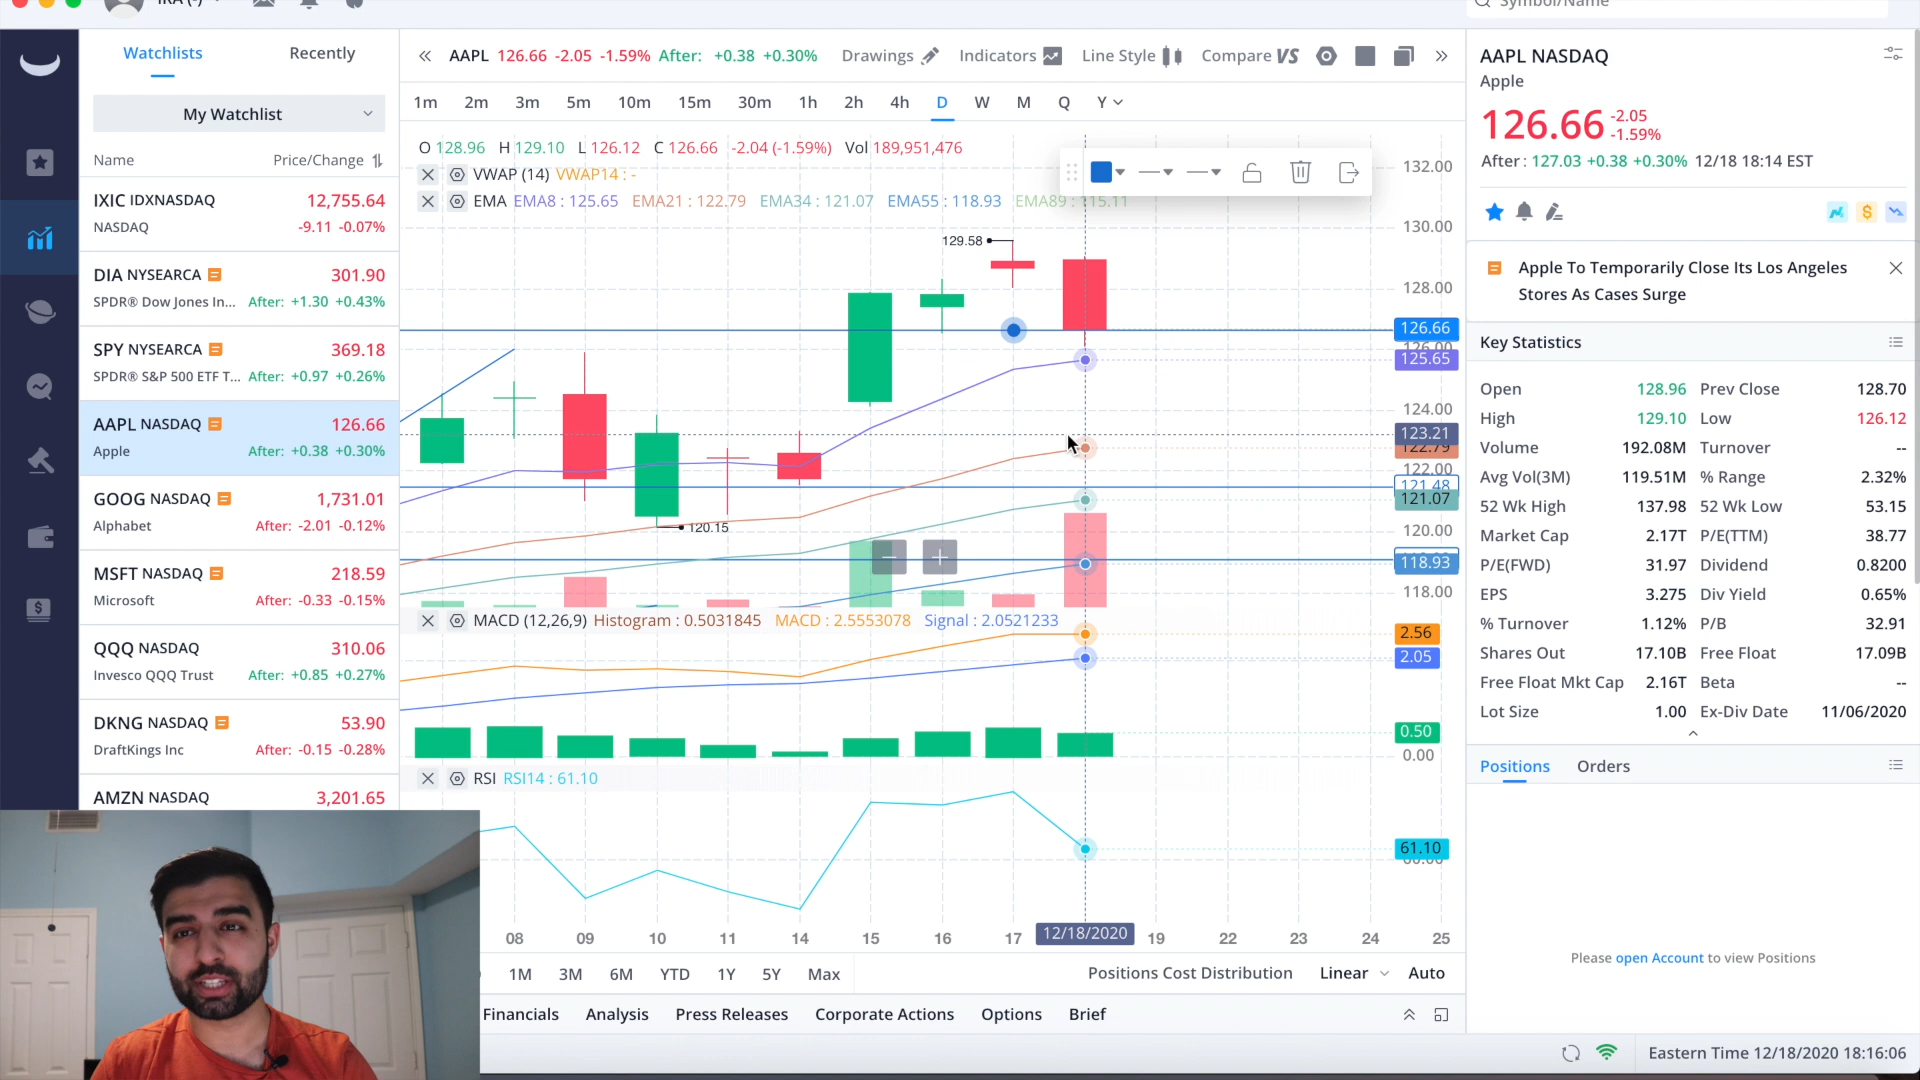 IRA (-)
Symbol/Name
Watchlists
Recently
My Watchlist
Name
Price/Change
IXIC IDXNASDAQ 12,755.64
NASDAQ -9.11 -0.07%
DIA NYSEARCA 301.90
SPDR® Dow Jones In... After: +1.30 +0.43%
SPY NYSEARCA 369.18
SPDR® S&P 500 ETF T... After: +0.97 +0.26%
AAPL NASDAQ 126.66
Apple After: +0.38 +0.30%
GOOG NASDAQ 1,731.01
Alphabet After: -2.01 -0.12%
MSFT NASDAQ 218.59
Microsoft After: -0.33 -0.15%
QQQ NASDAQ 310.06
Invesco QQQ Trust After: +0.85 +0.27%
DKNG NASDAQ 53.90
DraftKings Inc After: -0.15 -0.28%
AMZN NASDAQ 3,201.65
AAPL 126.66 -2.05 -1.59% After: +0.38 +0.30% Drawings Indicators Line Style Compare VS
1m 2m 3m 5m 10m 15m 30m 1h 2h 4h D W M Q Y
O 128.96 H 129.10 L 126.12 C 126.66 -2.04 (-1.59%) Vol 189,951,476
VWAP (14) VWAP14 : -
EMA EMA8 : 125.65 EMA21 : 122.79 EMA34 : 121.07 EMA55 : 118.93 EMA89 : 115.11
129.58
120.15
132.00
130.00
128.00
126.66
126.00
125.65
124.00
123.21
122.79
122.00
121.48
121.07
120.00
118.93
118.00
MACD (12,26,9) Histogram : 0.5031845 MACD : 2.5553078 Signal : 2.0521233
2.56
2.05
0.50
0.00
RSI RSI14 : 61.10
61.10
60.00
08 09 10 11 14 15 16 17 12/18/2020 19 22 23 24 25
1M 3M 6M YTD 1Y 5Y Max Positions Cost Distribution Linear Auto
Financials Analysis Press Releases Corporate Actions Options Brief
AAPL NASDAQ
Apple
126.66 -2.05
-1.59%
After : 127.03 +0.38 +0.30% 12/18 18:14 EST
Apple To Temporarily Close Its Los Angeles
Stores As Cases Surge
Key Statistics
Open 128.96 Prev Close 128.70
High 129.10 Low 126.12
Volume 192.08M Turnover --
Avg Vol(3M) 119.51M % Range 2.32%
52 Wk High 137.98 52 Wk Low 53.15
Market Cap 2.17T P/E(TTM) 38.77
P/E(FWD) 31.97 Dividend 0.8200
EPS 3.275 Div Yield 0.65%
% Turnover 1.12% P/B 32.91
Shares Out 17.10B Free Float 17.09B
Free Float Mkt Cap 2.16T Beta --
Lot Size 1.00 Ex-Div Date 11/06/2020
Positions Orders
Please open Account to view Positions
Eastern Time 12/18/2020 18:16:06